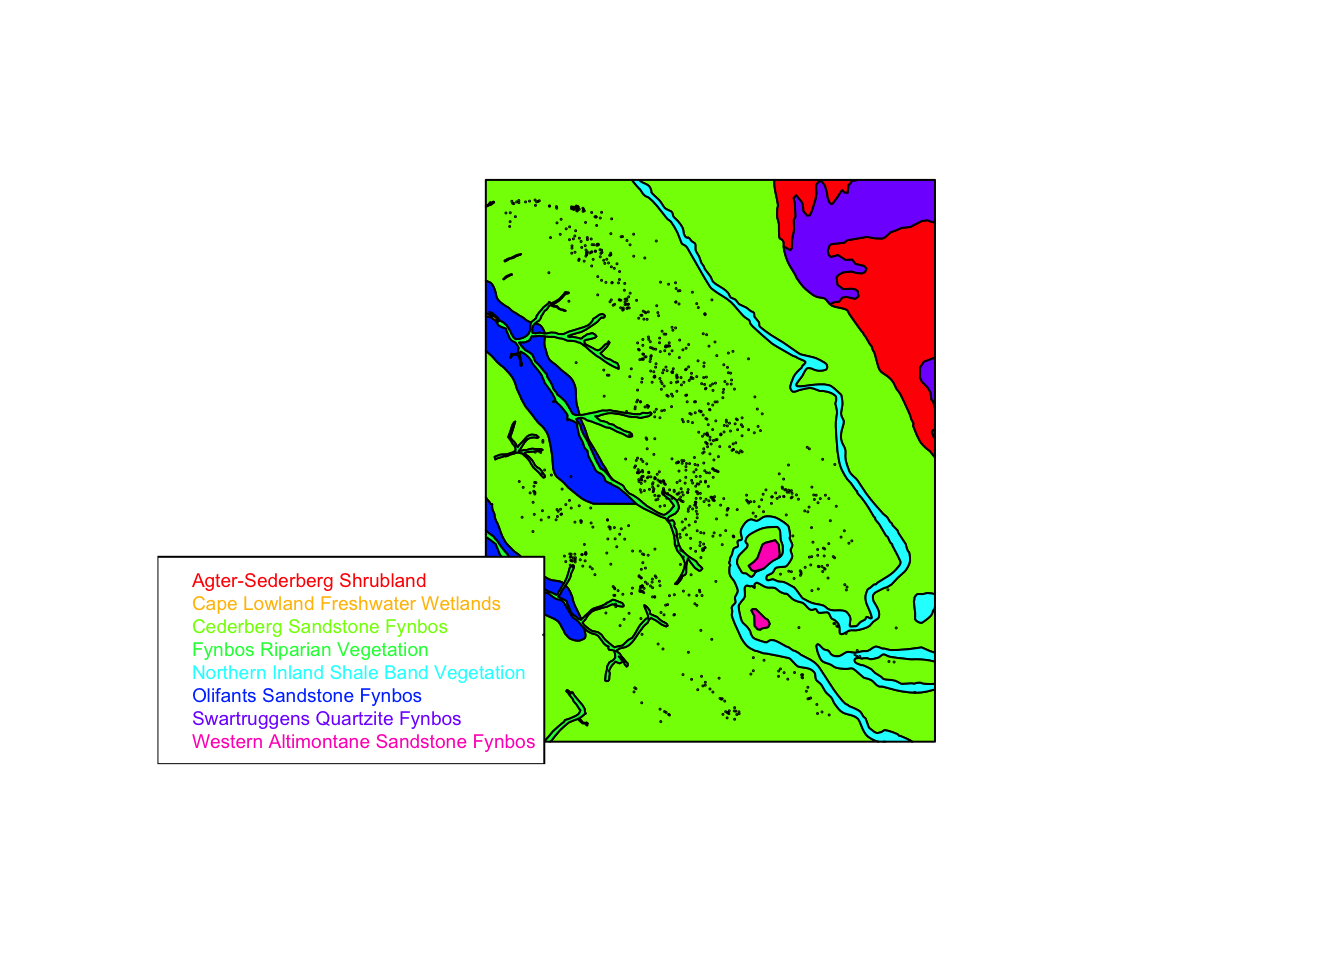 Agter-Sederberg Shrubland
Cape Lowland Freshwater Wetlands
Cederberg Sandstone Fynbos
Fynbos Riparian Vegetation
Northern Inland Shale Band Vegetation
Olifants Sandstone Fynbos
Swartruggens Quartzite Fynbos
Western Altimontane Sandstone Fynbos